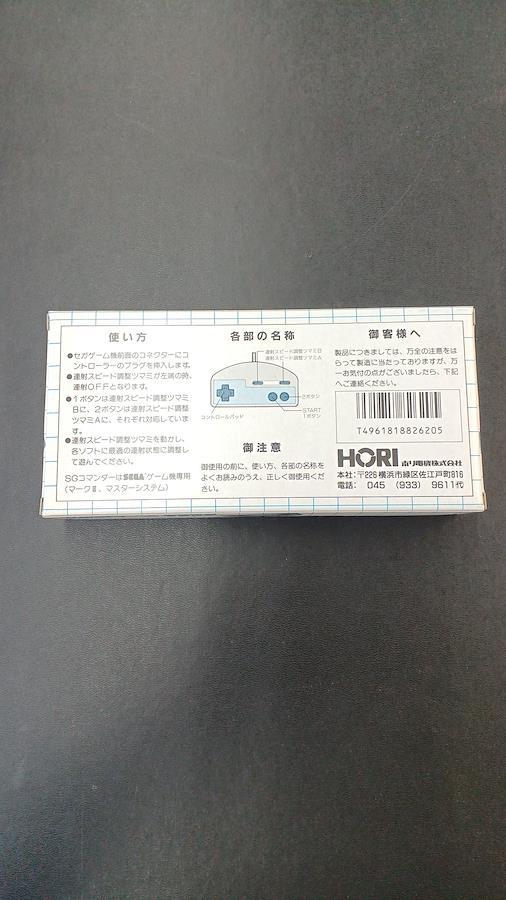 使い方
●セガゲーム機前面のコネクターにコ
ントローラーのプラグを挿入します。
●連射スピード調整ツマミが左端の時、
連射OFFとなります。
●1ボタンは連射スピード調整ツマミ
Bに、2ボタンは連射スピード調整
ツマミAに、それぞれ対応していま
す。
●連射スピード調整ツマミを動かし、
各ソフトに最適の連射状態に調整し
て遊んでください。
SGコマンダーはSEGAゲーム機専用
(マークⅢ、マスターシステム)
各部の名称
連射スピード調整ツマミB
連射スピード調整ツマミA
2ボタン
START
1ボタン
コントロールパッド
御注意
御使用の前に、使い方、各部の名称を
よくお読みのうえ、正しく御使用くださ
い。
御客様へ
製品につきましては、万全の注意をは
らって製造に当たっておりますが、万
一お気付の点がございましたら、下記
へご連絡ください。
T4961818826205
HORI ホリ電機株式会社
本社:〒226 横浜市緑区佐江戸町816
電話: 045 (933) 9611代